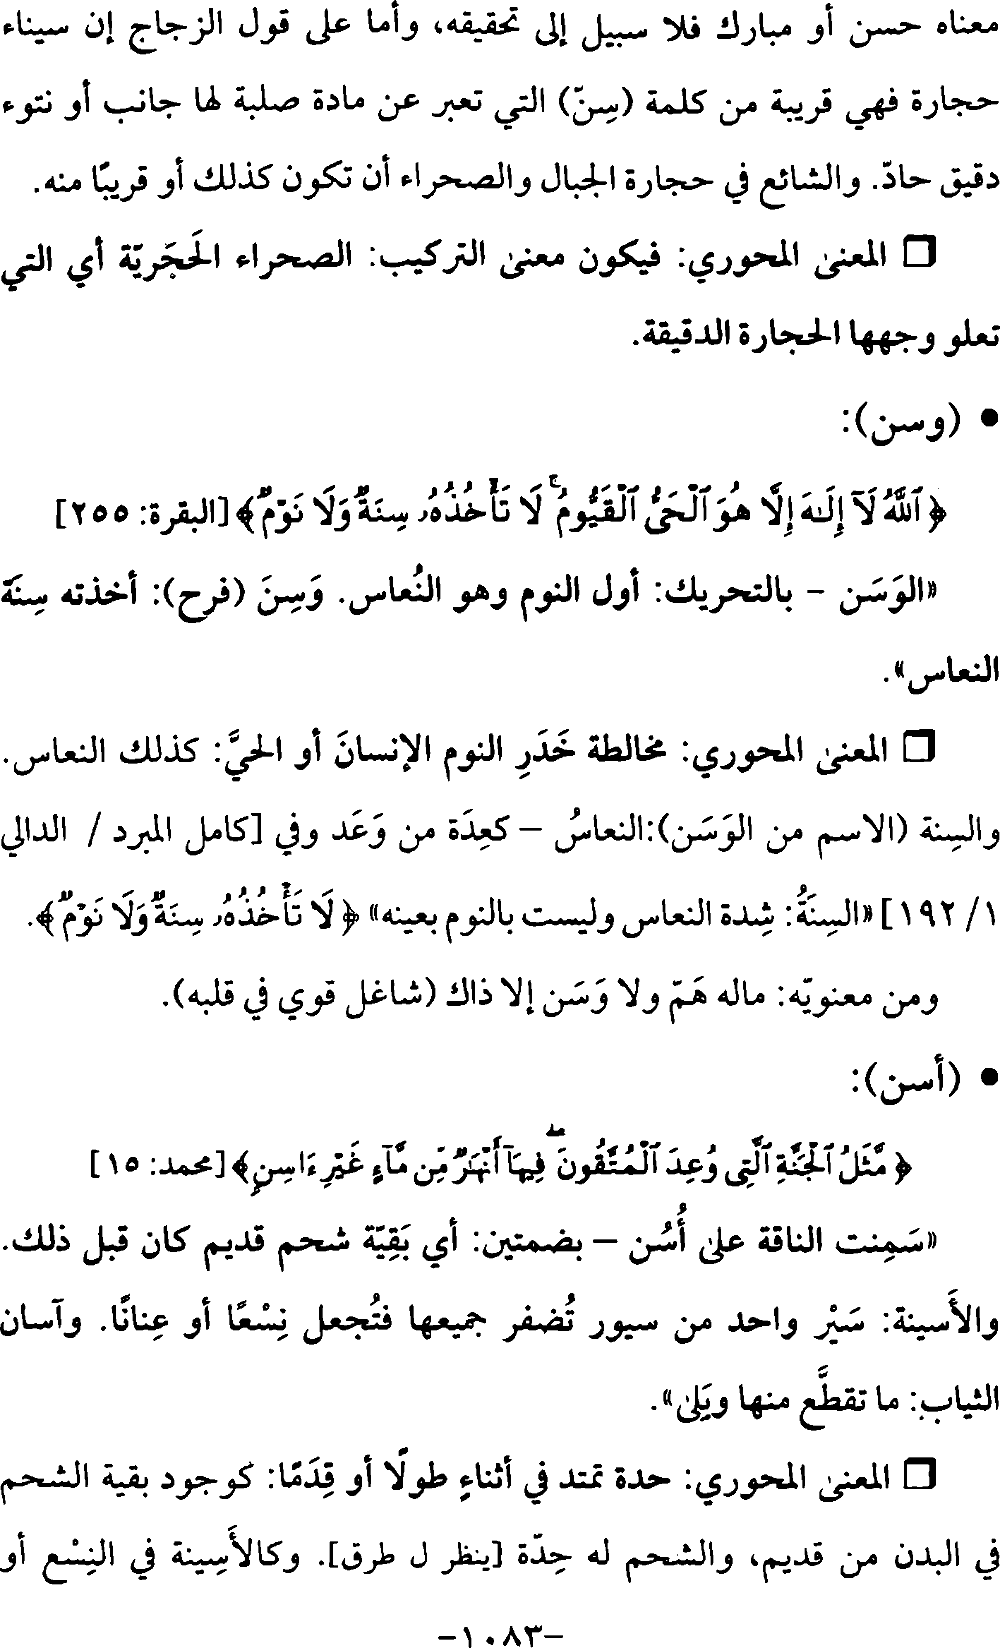 معناه حسن أو مبارك فلا سبيل إلى تحقيقه، وأما على قول الزجاج إن سيناء
حجارة فهي قريبة من كلمة (سِنّ) التي تعبر عن مادة صلبة لها جانب أو نتوء
دقيق حادّ. والشائع في حجارة الجبال والصحراء أن تكون كذلك أو قريبًا منه.
❒ المعنى المحوري: فيكون معنى التركيب: الصحراء الحَجَريّة أي التي
تعلو وجهها الحجارة الدقيقة.
• (وسن):
﴿ٱللَّهُ لَآ إِلَـٰهَ إِلَّا هُوَ ٱلْحَىُّ ٱلْقَيُّومُ ۚ لَا تَأْخُذُهُۥ سِنَةٌ وَلَا نَوْمٌ﴾ [البقرة: ٢٥٥]
«الوَسَن – بالتحريك: أول النوم وهو النُعاس. وَسِنَ (فرح): أخذته سِنَة
النعاس».
❒ المعنى المحوري: مخالطة خَدَرِ النوم الإنسانَ أو الحيَّ: كذلك النعاس.
والسِنة (الاسم من الوَسَن):النعاسُ – كعِدَة من وَعَد وفي [كامل المبرد / الدالي
١/ ١٩٢] «السِنَةُ: شِدة النعاس وليست بالنوم بعينه» ﴿لَا تَأْخُذُهُۥ سِنَةٌ وَلَا نَوْمٌ﴾.
ومن معنويّه: ماله هَمّ ولا وَسَن إلا ذاك (شاغل قوي في قلبه).
• (أسن):
﴿مَّثَلُ ٱلْجَنَّةِ ٱلَّتِى وُعِدَ ٱلْمُتَّقُونَ ۖ فِيهَآ أَنْهَـٰرٌ مِّن مَّآءٍ غَيْرِ ءَاسِنٍ﴾ [محمد: ١٥]
«سَمِنت الناقة على أُسُن – بضمتين: أي بَقِيّة شحم قديم كان قبل ذلك.
والأَسينة: سَيْر واحد من سيور تُضفر جميعها فتُجعل نِسْعًا أو عِنانًا. وآسان
الثياب: ما تقطَّع منها وبَلِى».
❒ المعنى المحوري: حدة تمتد في أثناءٍ طولًا أو قِدَمًا: كوجود بقية الشحم
في البدن من قديم، والشحم له حِدّة [ينظر ل طرق]. وكالأَسِينة في النِسْع أو
-١٠٨٣-